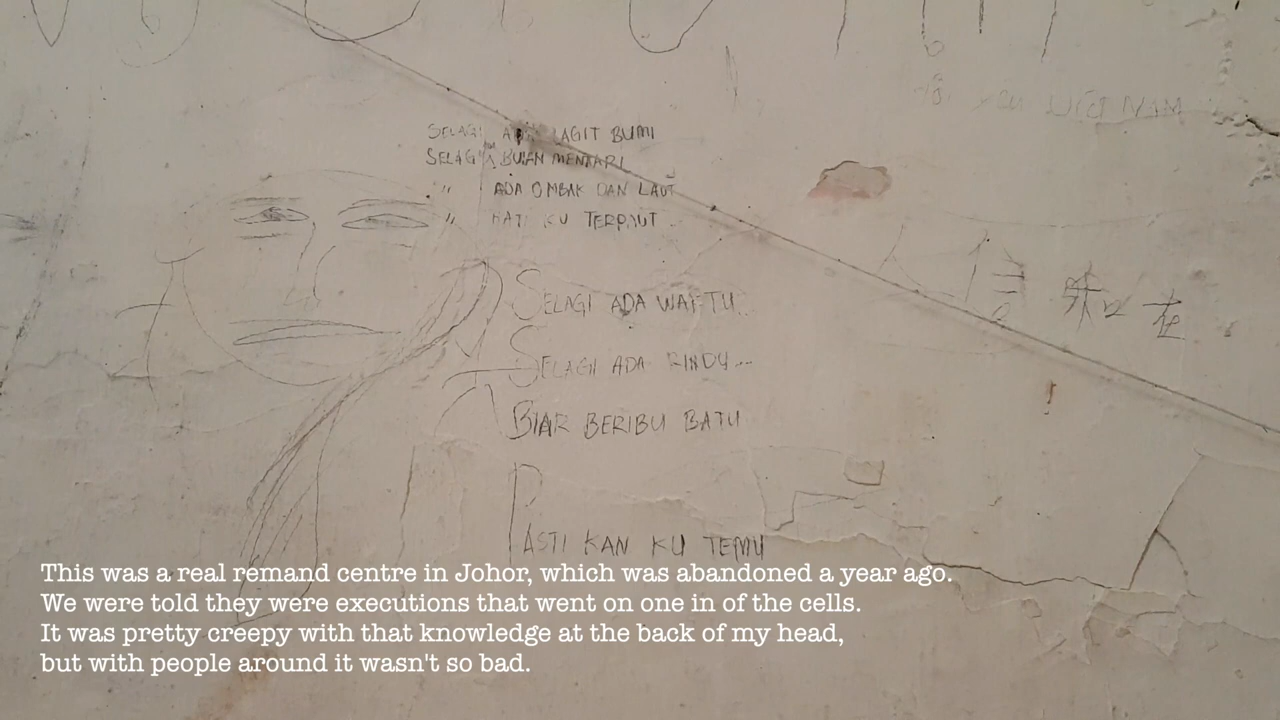 VIET NAM
SELAGI ADA LAGIT BUMI
SELAGI BULAN MENTARI
" ADA OMBAK DAN LAUT
" HATI KU TERPAUT
SELAGI ADA WAKTU..
SELAGI ADA RINDU...
BIAR BERIBU BATU
PASTI KAN KU TEMU
This was a real remand centre in Johor, which was abandoned a year ago.
We were told they were executions that went on one in of the cells.
It was pretty creepy with that knowledge at the back of my head,
but with people around it wasn't so bad.